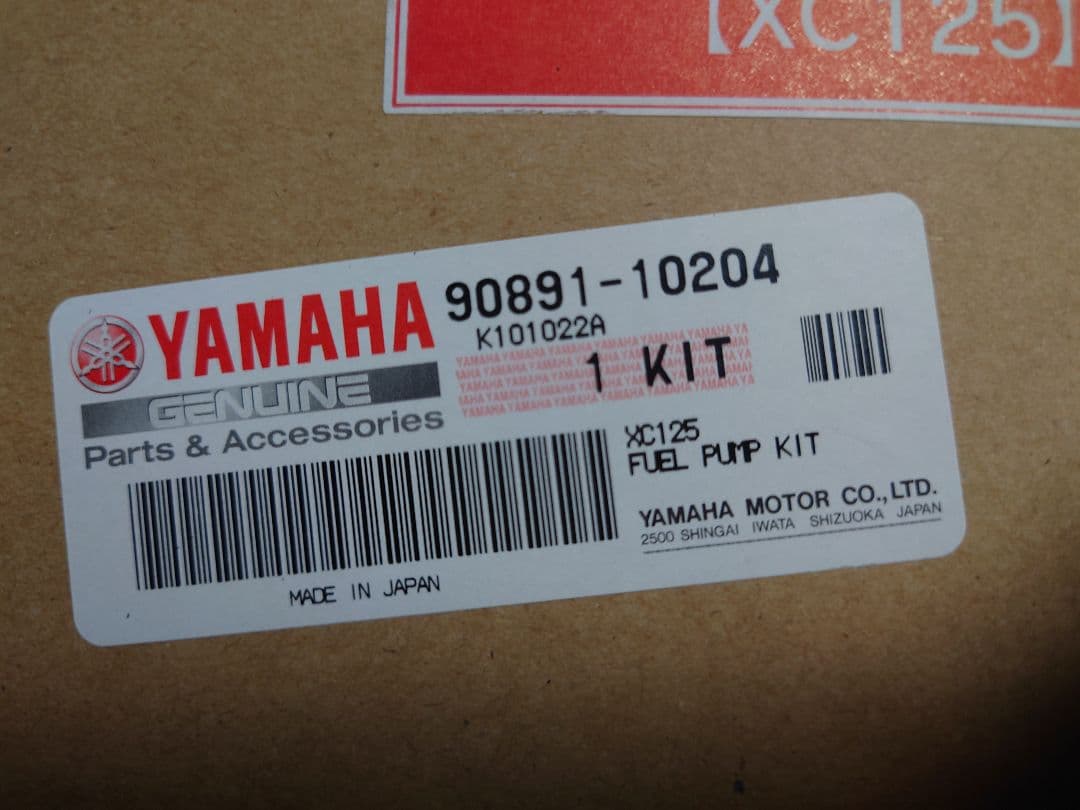 【XC125】
YAMAHA 90891-10204
K101022A
GENUINE
1 KIT
Parts & Accessories
XC125
FUEL PUMP KIT
YAMAHA MOTOR CO., LTD.
2500 SHINGAI IWATA SHIZUOKA JAPAN
MADE IN JAPAN